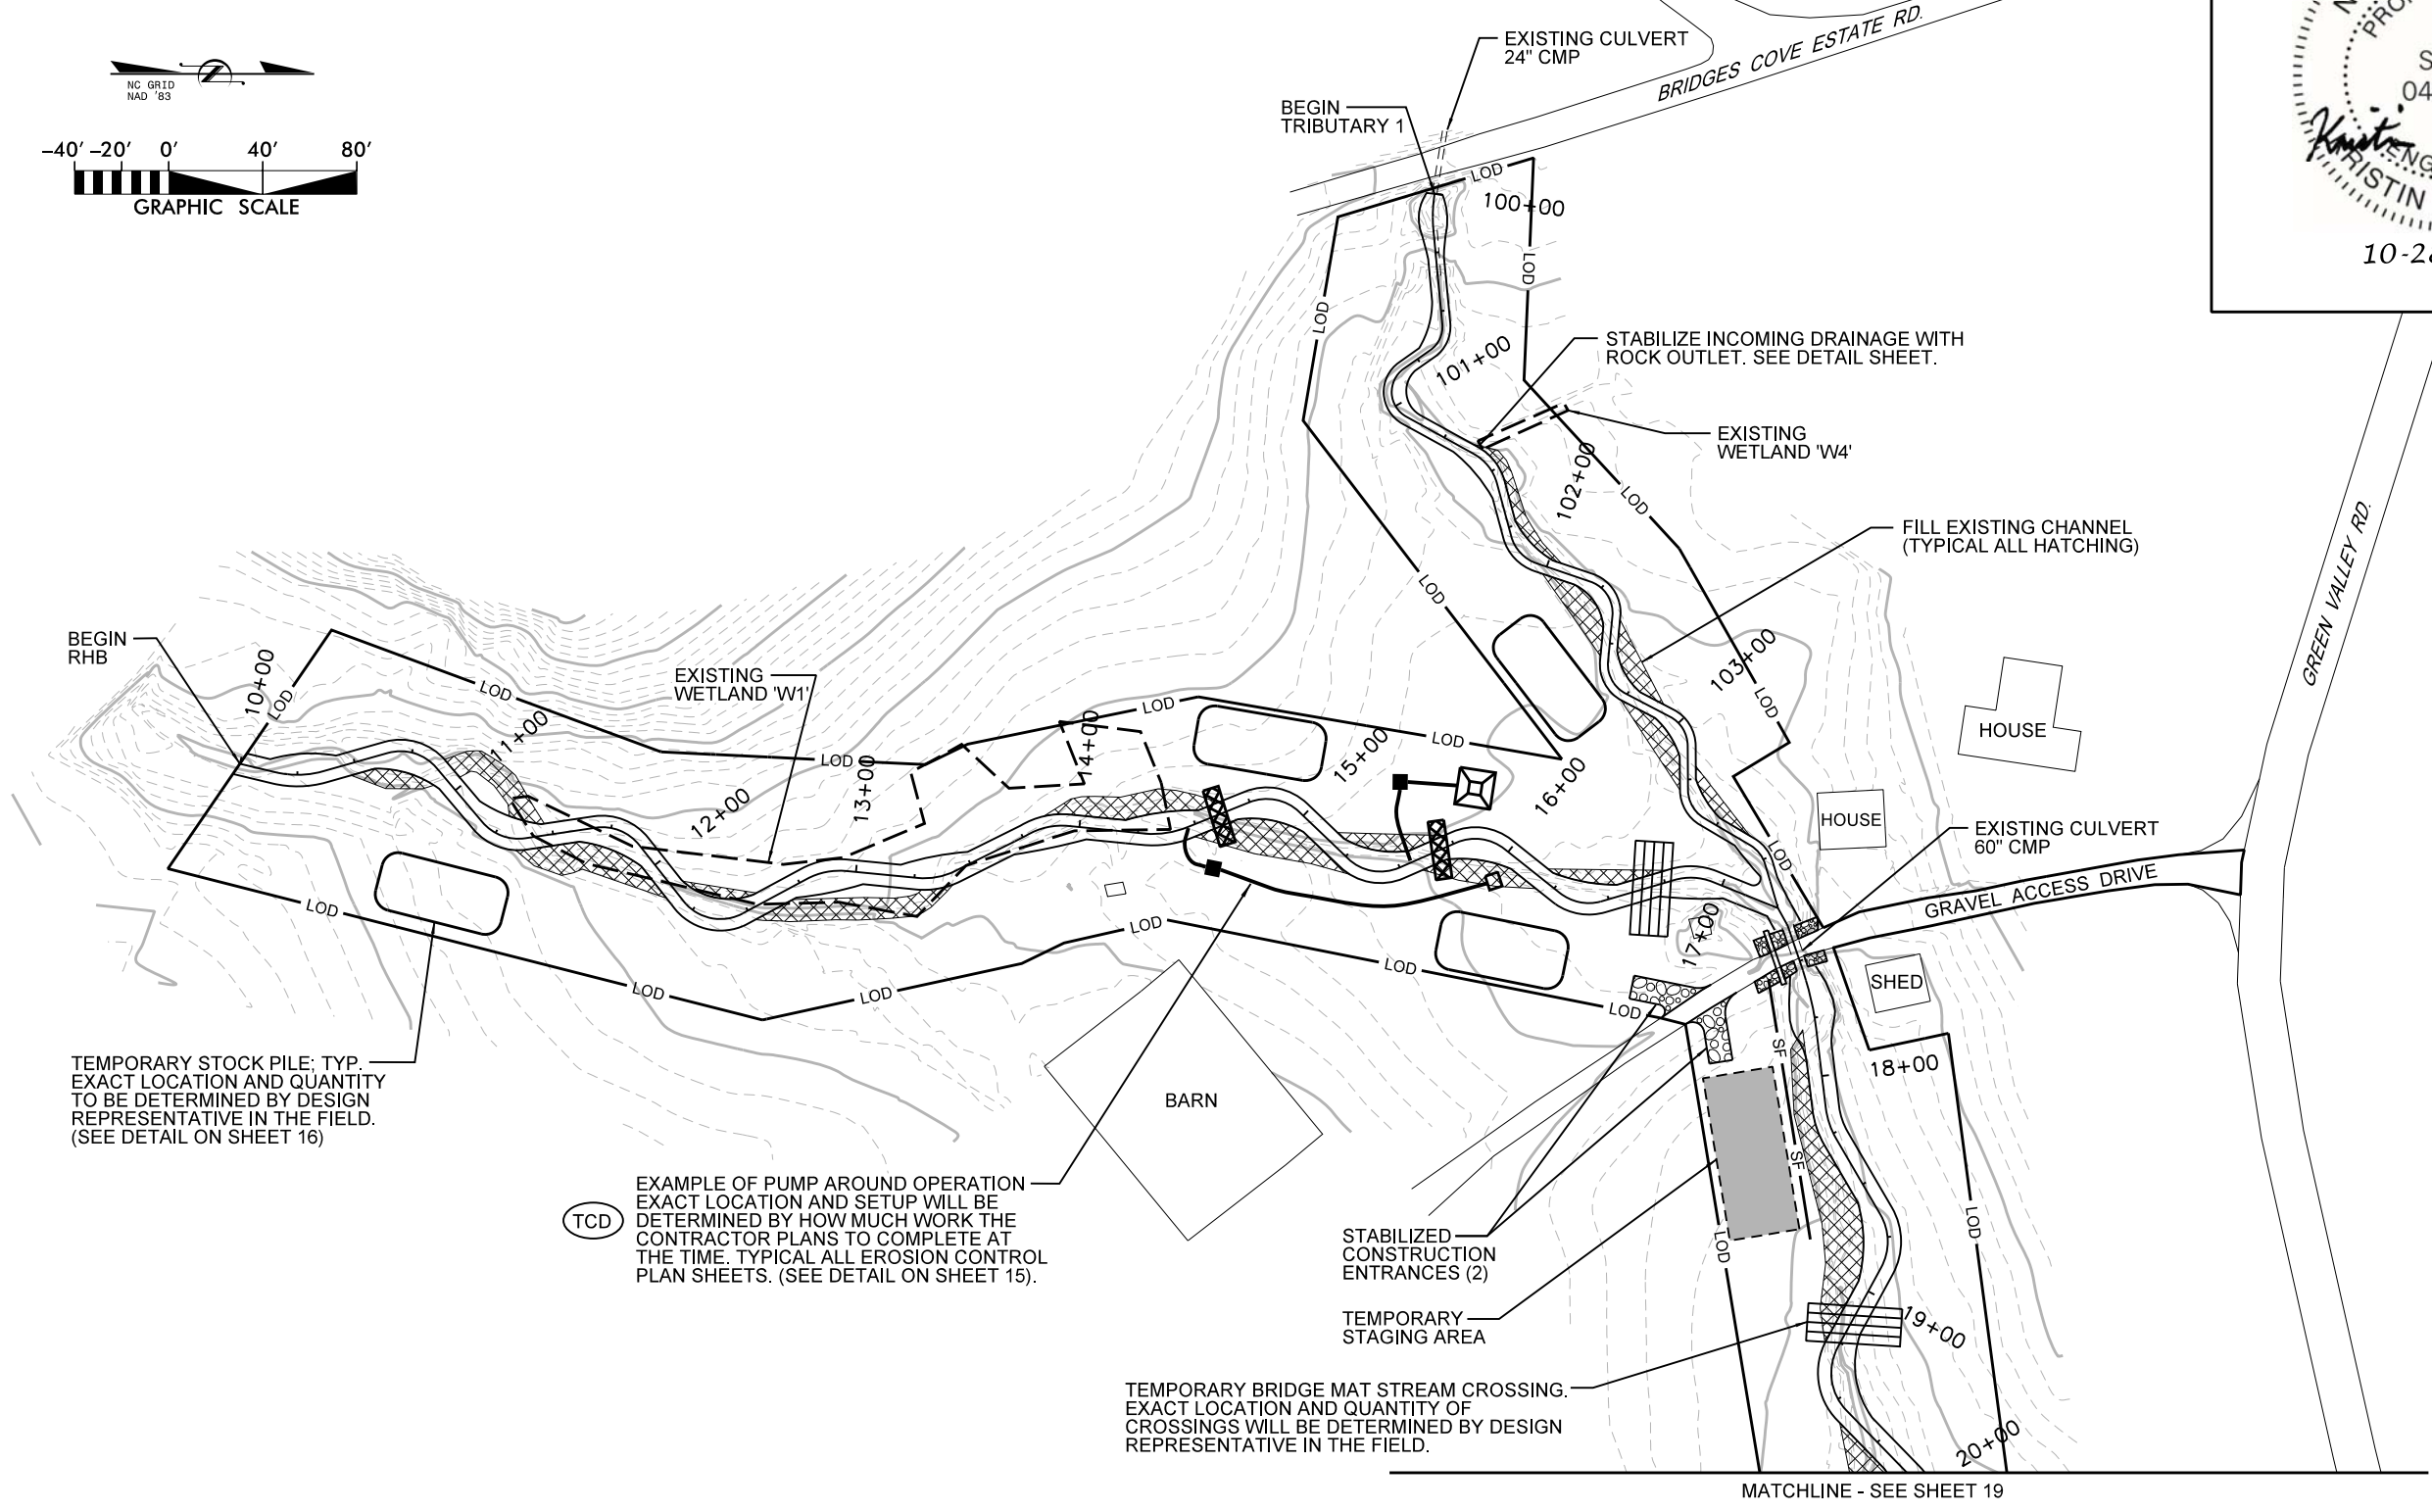 NC GRID
NAD '83
–40' –20' 0' 40' 80'
GRAPHIC SCALE
EXISTING CULVERT
24" CMP
BRIDGES COVE ESTATE RD.
BEGIN
TRIBUTARY 1
LOD
100+00
LOD
LOD
10-2
101+00
STABILIZE INCOMING DRAINAGE WITH
ROCK OUTLET. SEE DETAIL SHEET.
EXISTING
WETLAND 'W4'
102+00
LOD
FILL EXISTING CHANNEL
(TYPICAL ALL HATCHING)
GREEN VALLEY RD.
LOD
BEGIN
RHB
10+00
LOD
LOD
EXISTING
WETLAND 'W1'
103+00
LOD
HOUSE
11+00
LOD
13+00
14+00
LOD
15+00
LOD
16+00
12+00
HOUSE
EXISTING CULVERT
60" CMP
LOD
GRAVEL ACCESS DRIVE
LOD
LOD
LOD
LOD
LOD
17+00
LOD
SHED
TEMPORARY STOCK PILE; TYP.
EXACT LOCATION AND QUANTITY
TO BE DETERMINED BY DESIGN
REPRESENTATIVE IN THE FIELD.
(SEE DETAIL ON SHEET 16)
BARN
SF
18+00
SF
TCD
EXAMPLE OF PUMP AROUND OPERATION
EXACT LOCATION AND SETUP WILL BE
DETERMINED BY HOW MUCH WORK THE
CONTRACTOR PLANS TO COMPLETE AT
THE TIME. TYPICAL ALL EROSION CONTROL
PLAN SHEETS. (SEE DETAIL ON SHEET 15).
LOD
LOD
STABILIZED
CONSTRUCTION
ENTRANCES (2)
TEMPORARY
STAGING AREA
19+00
TEMPORARY BRIDGE MAT STREAM CROSSING.
EXACT LOCATION AND QUANTITY OF
CROSSINGS WILL BE DETERMINED BY DESIGN
REPRESENTATIVE IN THE FIELD.
20+00
MATCHLINE - SEE SHEET 19